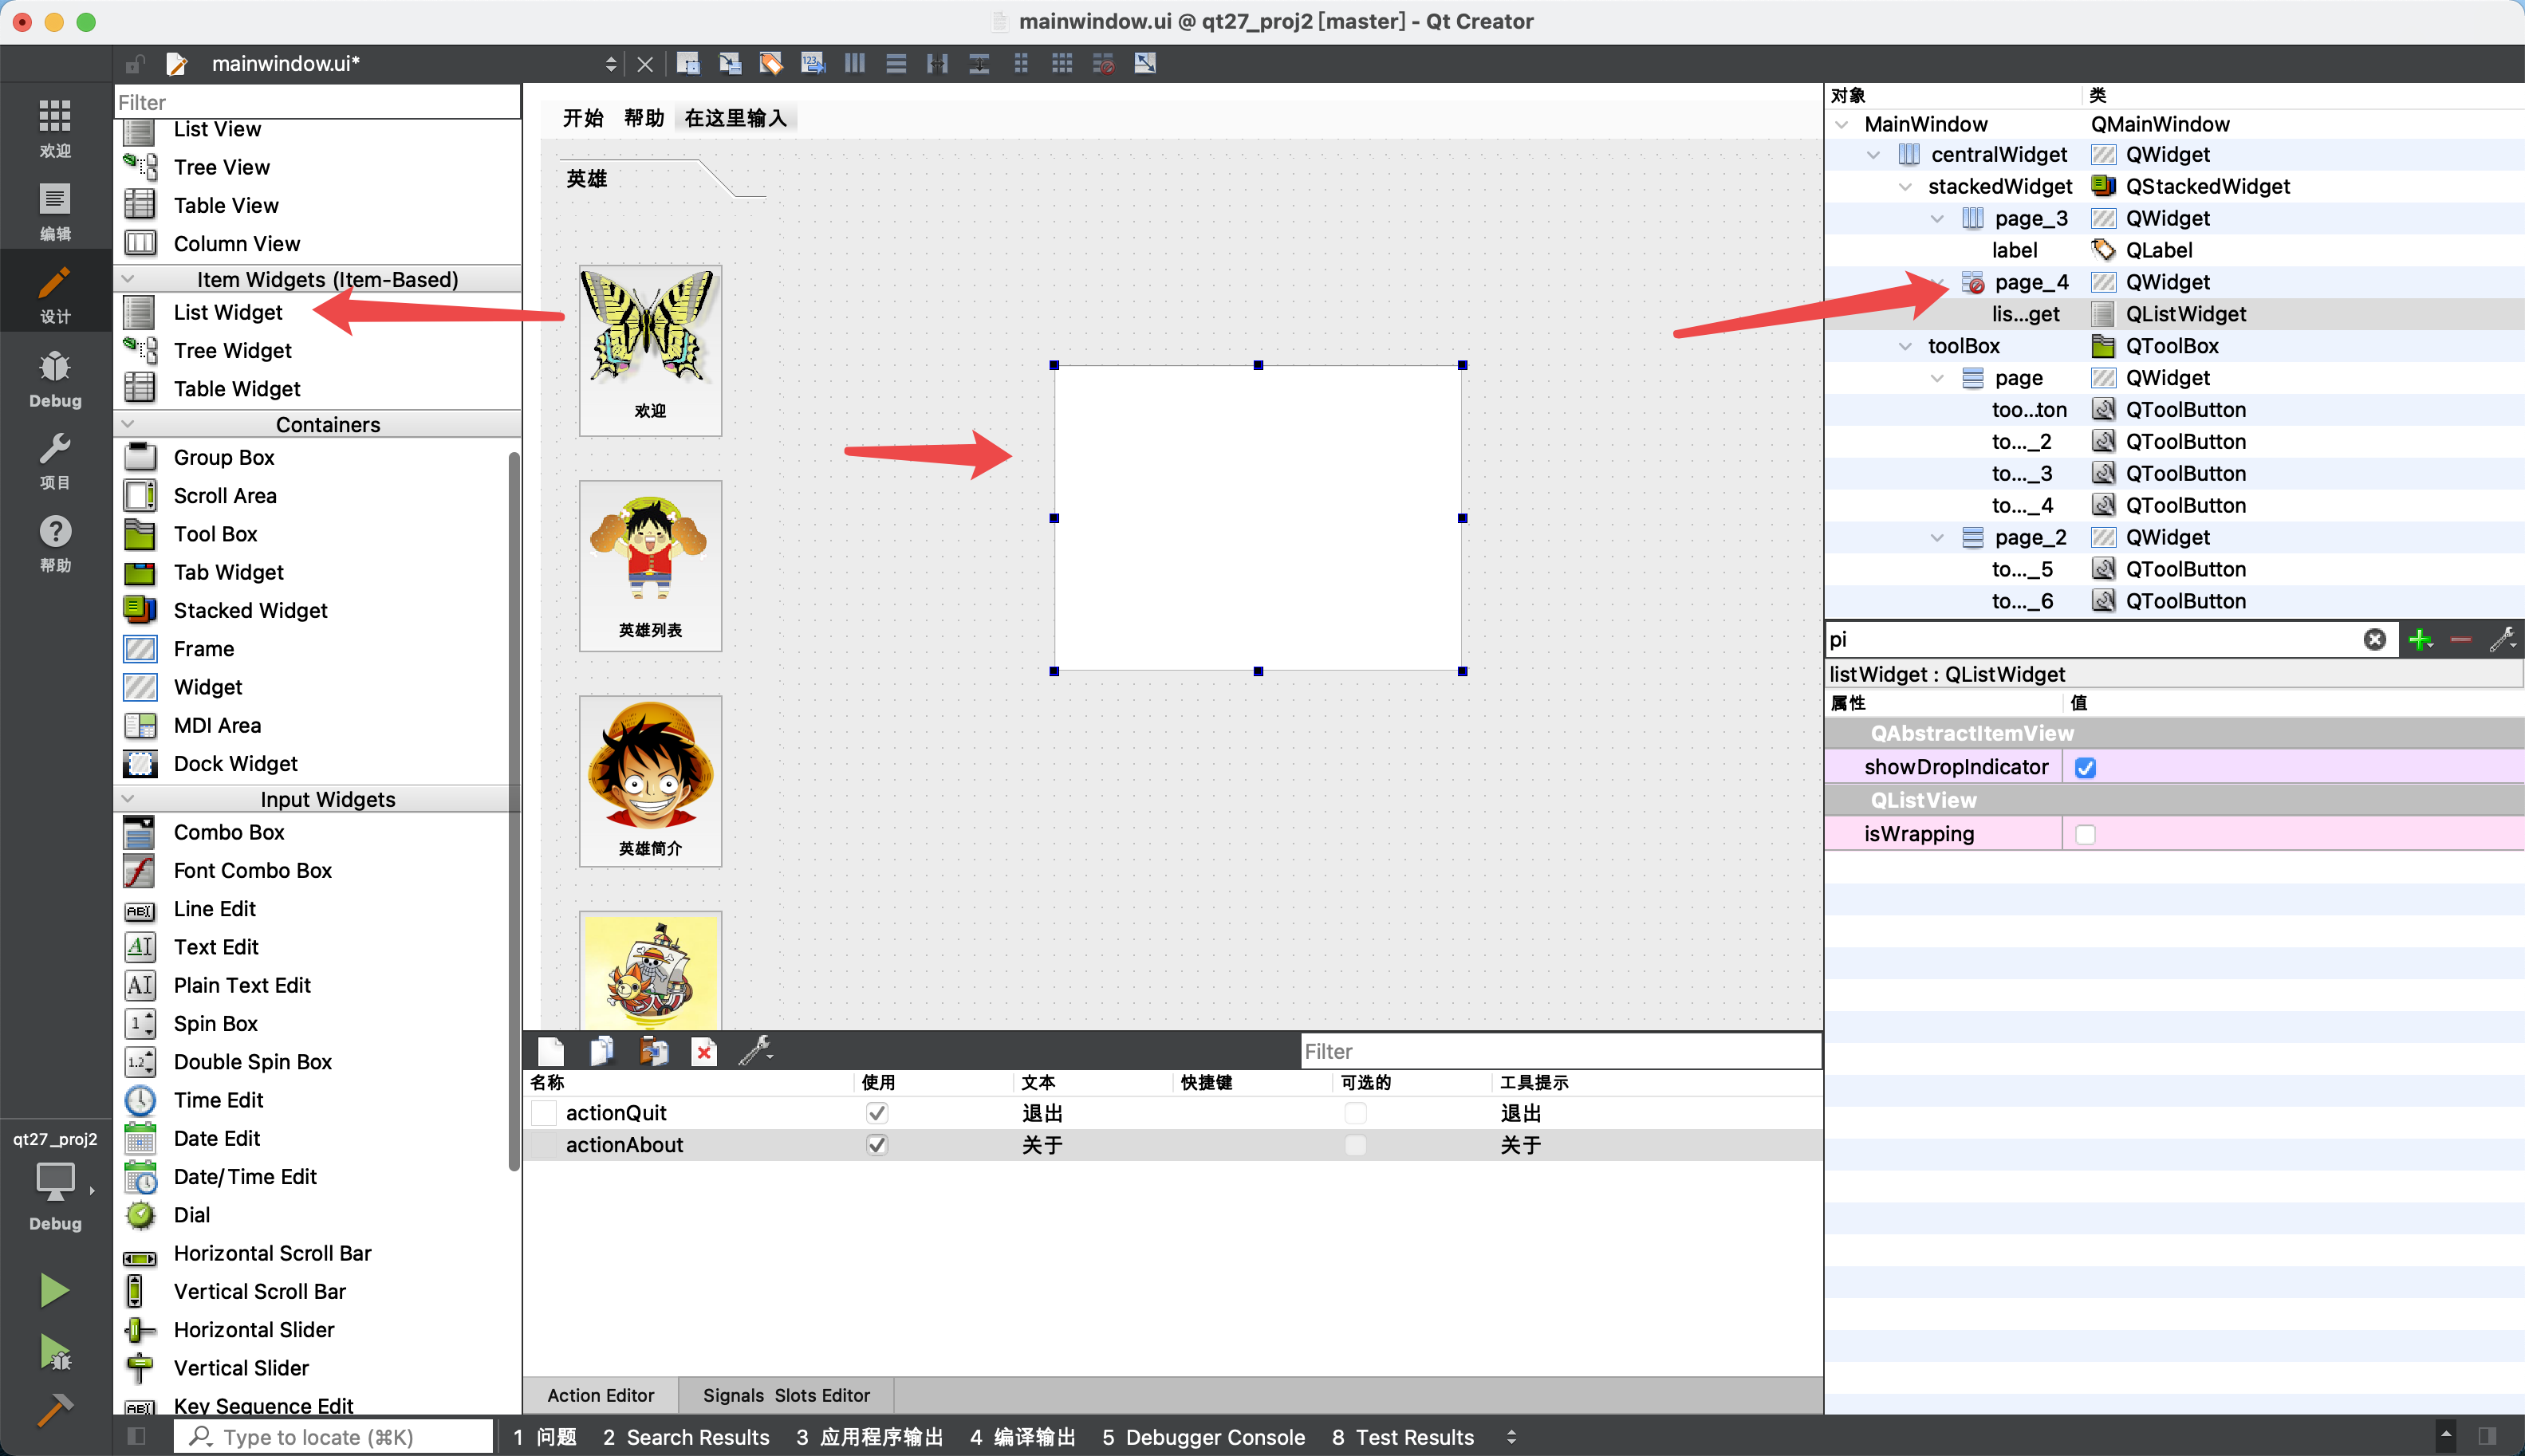 mainwindow.ui @ qt27_proj2 [master] - Qt Creator
mainwindow.ui*
欢迎
编辑
设计
Debug
项目
帮助
qt27_proj2
Debug
Filter
List View
Tree View
Table View
Column View
Item Widgets (Item-Based)
List Widget
Tree Widget
Table Widget
Containers
Group Box
Scroll Area
Tool Box
Tab Widget
Stacked Widget
Frame
Widget
MDI Area
Dock Widget
Input Widgets
Combo Box
Font Combo Box
Line Edit
Text Edit
Plain Text Edit
Spin Box
Double Spin Box
Time Edit
Date Edit
Date/Time Edit
Dial
Horizontal Scroll Bar
Vertical Scroll Bar
Horizontal Slider
Vertical Slider
Key Sequence Edit
开始 帮助 在这里输入
英雄
欢迎
英雄列表
英雄简介
Filter
名称 使用 文本 快捷键 可选的 工具提示
actionQuit 退出 退出
actionAbout 关于 关于
Action Editor Signals Slots Editor
对象 类
MainWindow QMainWindow
centralWidget QWidget
stackedWidget QStackedWidget
page_3 QWidget
label QLabel
page_4 QWidget
lis...get QListWidget
toolBox QToolBox
page QWidget
too...ton QToolButton
to..._2 QToolButton
to..._3 QToolButton
to..._4 QToolButton
page_2 QWidget
to..._5 QToolButton
to..._6 QToolButton
pi
listWidget : QListWidget
属性 值
QAbstractItemView
showDropIndicator
QListView
isWrapping
Type to locate (⌘K) 1 问题 2 Search Results 3 应用程序输出 4 编译输出 5 Debugger Console 8 Test Results